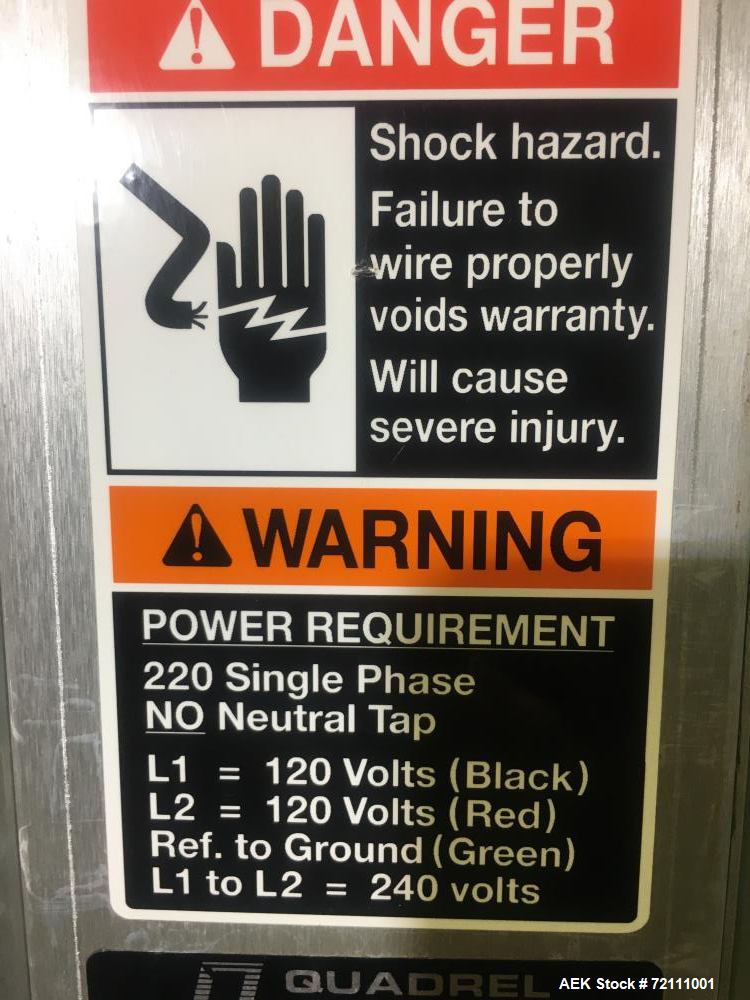 DANGER
Shock hazard.
Failure to
wire properly
voids warranty.
Will cause
severe injury.
WARNING
POWER REQUIREMENT
220 Single Phase
NO Neutral Tap
L1 = 120 Volts (Black)
L2 = 120 Volts (Red)
Ref. to Ground (Green)
L1 to L2 = 240 volts
QUADREL
AEK Stock # 72111001